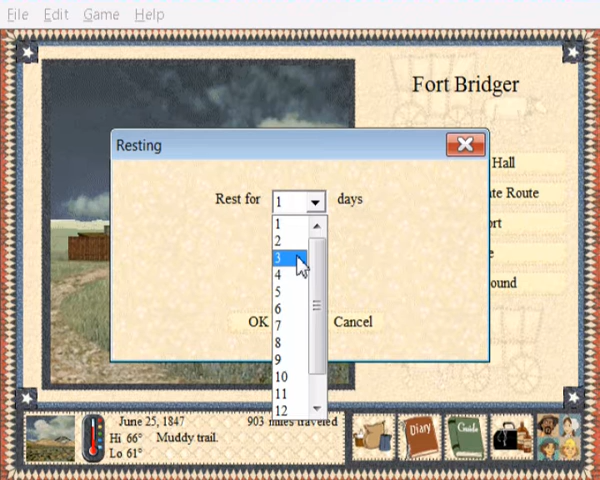 File Edit Game Help
Fort Bridger
Resting
Hall
Rest for 1 days
1
2
3
4
5
6
7
8
9
10
11
12
te Route
rt
e
ound
OK Cancel
June 25, 1847 903 miles traveled
Hi 66° Muddy trail.
Lo 61°
Diary
Guide